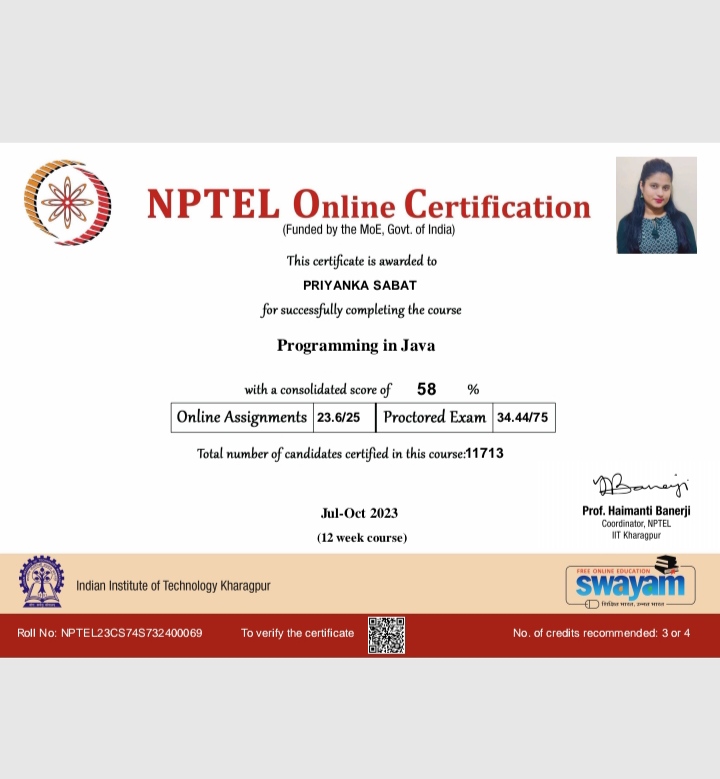 NPTEL Online Certification
(Funded by the MoE, Govt. of India)
This certificate is awarded to
PRIYANKA SABAT
for successfully completing the course
Programming in Java
with a consolidated score of 58 %
Online Assignments 23.6/25 Proctored Exam 34.44/75
Total number of candidates certified in this course:11713
Jul-Oct 2023
(12 week course)
Prof. Haimanti Banerji
Coordinator, NPTEL
IIT Kharagpur
Indian Institute of Technology Kharagpur
FREE ONLINE EDUCATION
swayam
शिक्षित भारत, उन्नत भारत
Roll No: NPTEL23CS74S732400069
To verify the certificate
No. of credits recommended: 3 or 4